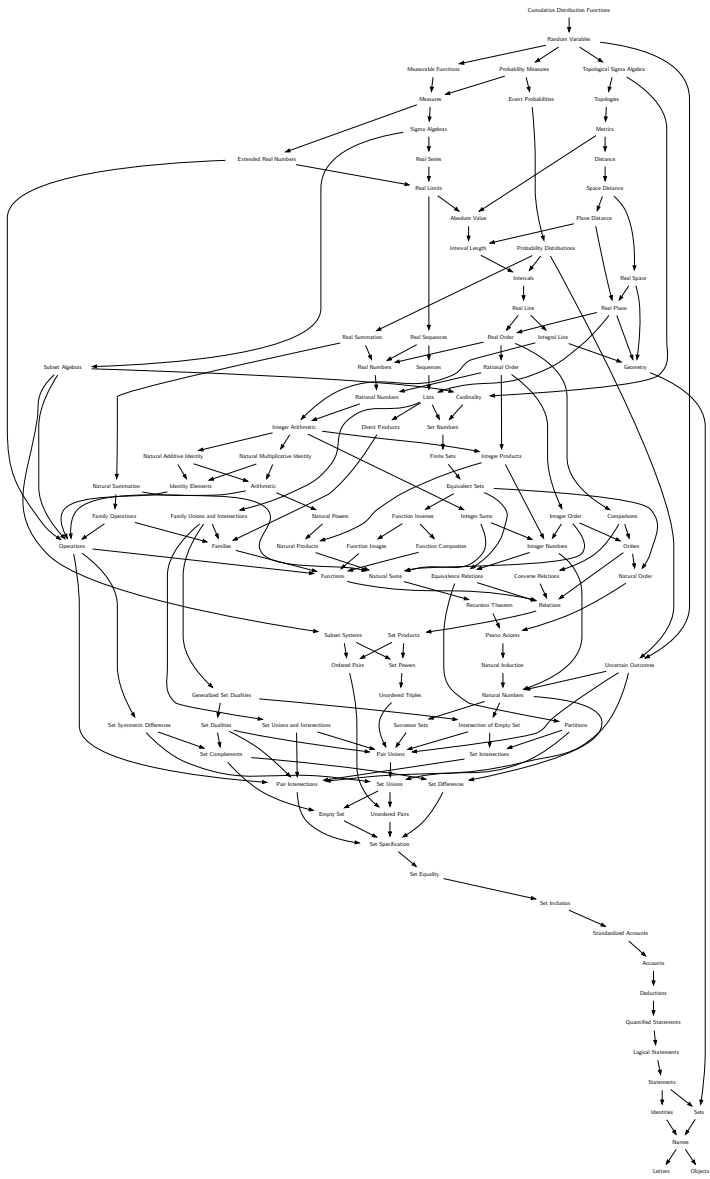 Cumulative Distribution Functions
Random Variables
Measurable Functions
Probability Measures
Topological Sigma Algebra
Measures
Event Probabilities
Topologies
Sigma Algebras
Metrics
Extended Real Numbers
Real Series
Distance
Real Limits
Space Distance
Absolute Value
Plane Distance
Interval Length
Probability Distributions
Intervals
Real Space
Real Line
Real Plane
Real Summation
Real Sequences
Real Order
Integral Line
Subset Algebras
Real Numbers
Sequences
Rational Order
Geometry
Rational Numbers
Lists
Cardinality
Integer Arithmetic
Direct Products
Set Numbers
Natural Additive Identity
Natural Multiplicative Identity
Finite Sets
Integer Products
Natural Summation
Identity Elements
Arithmetic
Equivalent Sets
Family Operations
Family Unions and Intersections
Natural Powers
Function Inverses
Integer Sums
Integer Order
Comparisons
Operations
Families
Natural Products
Function Images
Function Composites
Integer Numbers
Orders
Functions
Natural Sums
Equivalence Relations
Converse Relations
Natural Order
Recursion Theorem
Relations
Subset Systems
Set Products
Peano Axioms
Ordered Pairs
Set Powers
Natural Induction
Uncertain Outcomes
Generalized Set Dualities
Unordered Triples
Natural Numbers
Set Symmetric Differences
Set Dualities
Set Unions and Intersections
Successor Sets
Intersection of Empty Set
Partitions
Set Complements
Pair Unions
Set Intersections
Pair Intersections
Set Unions
Set Differences
Empty Set
Unordered Pairs
Set Specification
Set Equality
Set Inclusion
Standardized Accounts
Accounts
Deductions
Quantified Statements
Logical Statements
Statements
Identities
Sets
Names
Letters
Objects